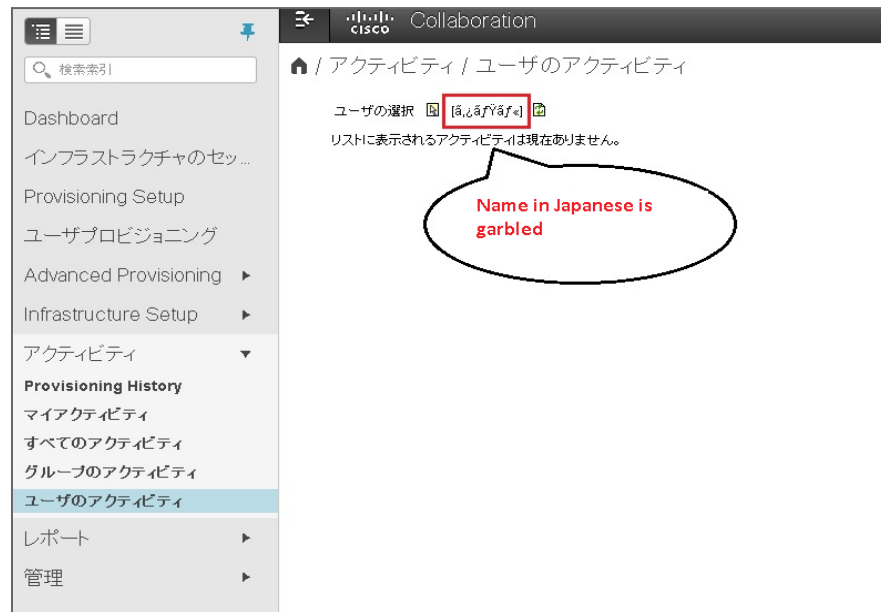 検索索引
Dashboard
インフラストラクチャのセッ...
Provisioning Setup
ユーザプロビジョニング
Advanced Provisioning
Infrastructure Setup
アクティビティ
Provisioning History
マイアクティビティ
すべてのアクティビティ
グループのアクティビティ
ユーザのアクティビティ
レポート
管理
CISCO Collaboration
/ アクティビティ / ユーザのアクティビティ
ユーザの選択 [ã‚¿ãƒŸãƒ«]
リストに表示されるアクティビティは現在ありません。
Name in Japanese is
garbled